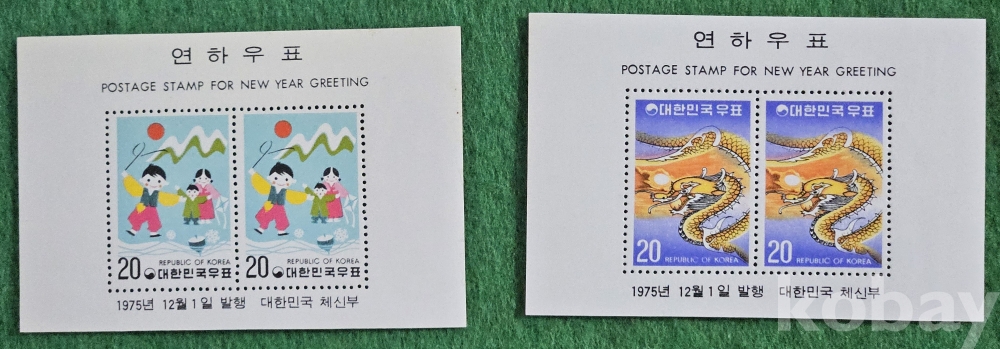 연하우표
POSTAGE STAMP FOR NEW YEAR GREETING
REPUBLIC OF KOREA
20 대한민국우표
REPUBLIC OF KOREA
20 대한민국우표
1975년 12월 1일 발행 대한민국 체신부
연하우표
POSTAGE STAMP FOR NEW YEAR GREETING
대한민국우표
20 REPUBLIC OF KOREA
대한민국우표
20 REPUBLIC OF KOREA
1975년 12월 1일 발행 대한민국 체신부
kobay